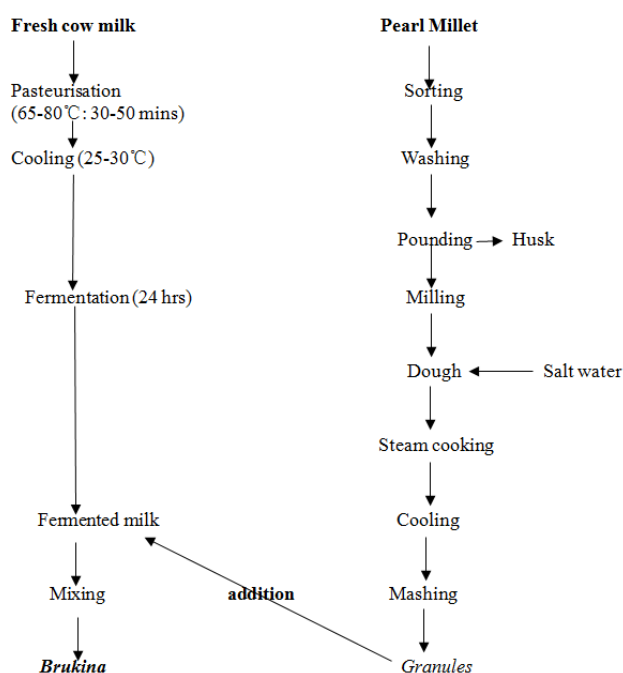 Fresh cow milk
Pasteurisation
(65-80℃: 30-50 mins)
Cooling (25-30℃)
Fermentation (24 hrs)
Fermented milk
Mixing
Brukina
addition
Pearl Millet
Sorting
Washing
Pounding
Husk
Milling
Dough
Salt water
Steam cooking
Cooling
Mashing
Granules